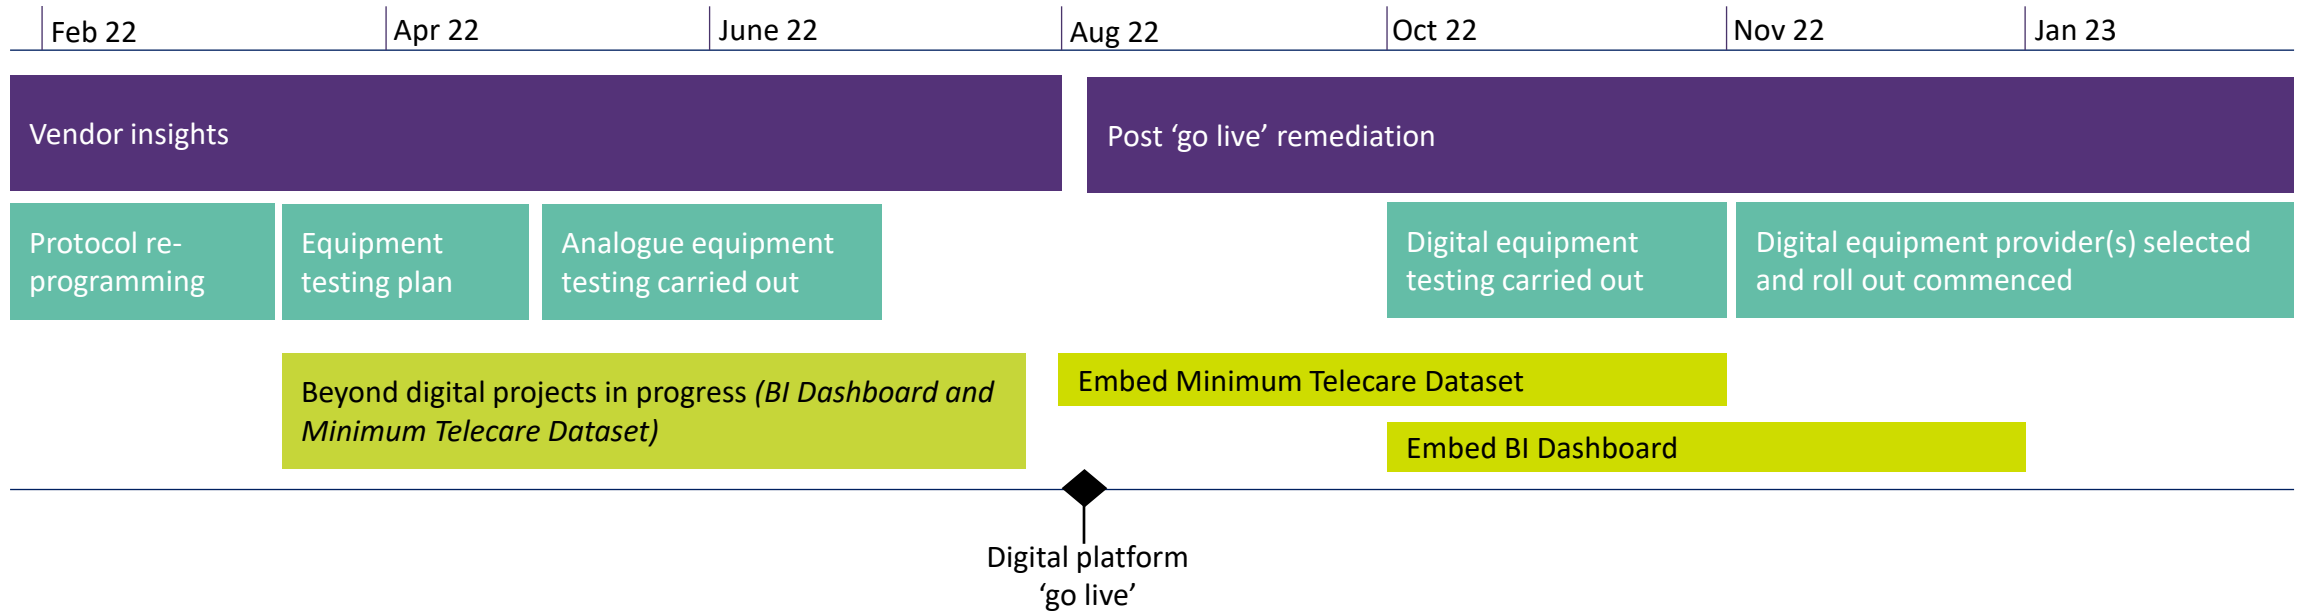 Feb 22
Apr 22
June 22
Aug 22
Oct 22
Nov 22
Jan 23
Vendor insights
Post ‘go live’ remediation
Protocol re-
programming
Equipment
testing plan
Analogue equipment
testing carried out
Digital equipment
testing carried out
Digital equipment provider(s) selected
and roll out commenced
Beyond digital projects in progress (BI Dashboard and
Minimum Telecare Dataset)
Embed Minimum Telecare Dataset
Embed BI Dashboard
Digital platform
‘go live’